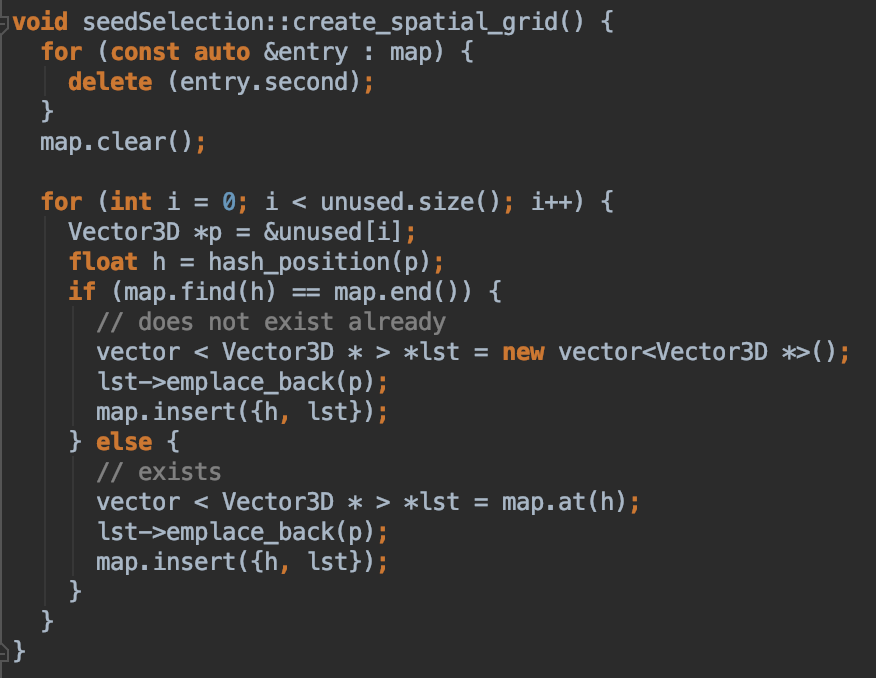 void seedSelection::create_spatial_grid() {
  for (const auto &entry : map) {
    delete (entry.second);
  }
  map.clear();

  for (int i = 0; i < unused.size(); i++) {
    Vector3D *p = &unused[i];
    float h = hash_position(p);
    if (map.find(h) == map.end()) {
      // does not exist already
      vector < Vector3D * > *lst = new vector<Vector3D *>();
      lst->emplace_back(p);
      map.insert({h, lst});
    } else {
      // exists
      vector < Vector3D * > *lst = map.at(h);
      lst->emplace_back(p);
      map.insert({h, lst});
    }
  }
}